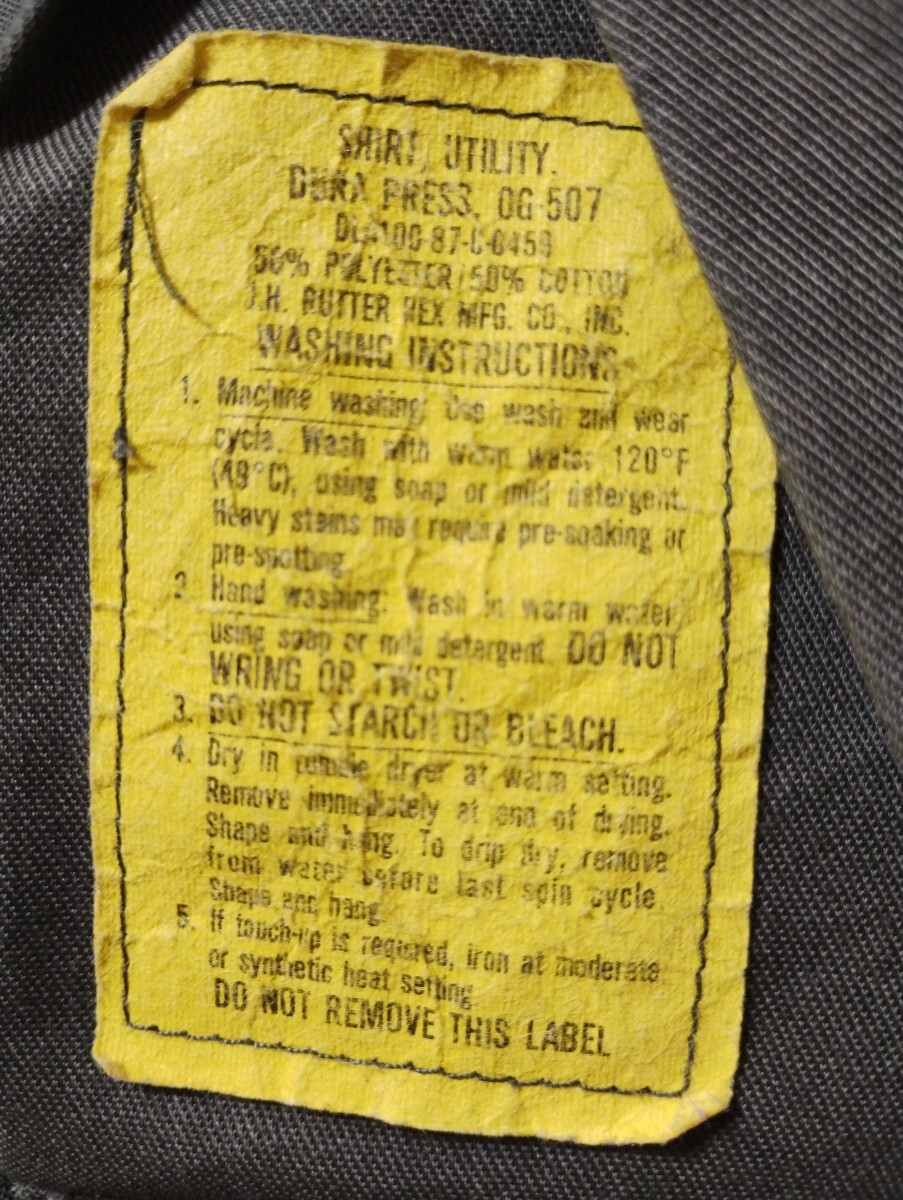 SHIRT, UTILITY.
DURA PRESS, OG-507
DLA100-87-C-0459
50% POLYESTER/50% COTTON
J.H. RUTTER REX MFG. CO., INC.
WASHING INSTRUCTIONS
1. Machine washing: Use wash and wear
cycle. Wash with warm water 120°F
(49°C), using soap or mild detergent.
Heavy stains may require pre-soaking or
pre-spotting.
2. Hand washing: Wash in warm water
using soap or mild detergent. DO NOT
WRING OR TWIST.
3. DO NOT STARCH OR BLEACH.
4. Dry in tumble dryer at warm setting.
Remove immediately at end of drying.
Shape and hang. To drip dry, remove
from water before last spin cycle.
Shape and hang.
5. If touch-up is required, iron at moderate
or synthetic heat setting.
DO NOT REMOVE THIS LABEL